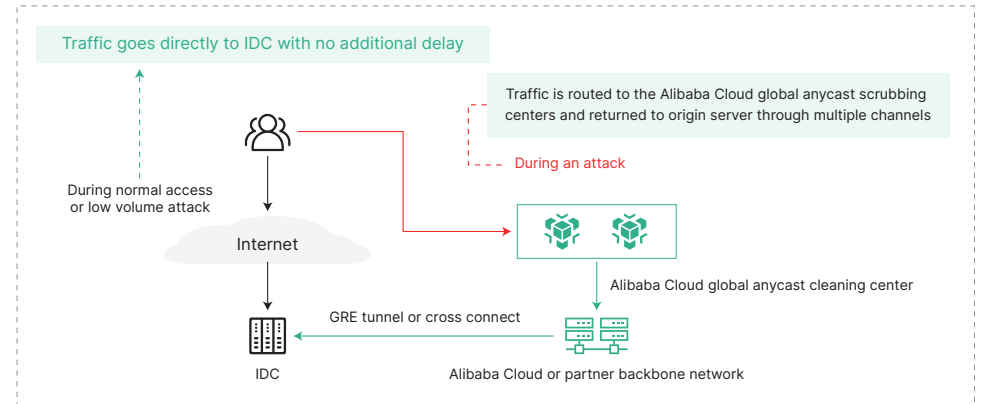 Traffic goes directly to IDC with no additional delay
Traffic is routed to the Alibaba Cloud global anycast scrubbing
centers and returned to origin server through multiple channels
During an attack
During normal access
or low volume attack
Internet
Alibaba Cloud global anycast cleaning center
GRE tunnel or cross connect
IDC
Alibaba Cloud or partner backbone network